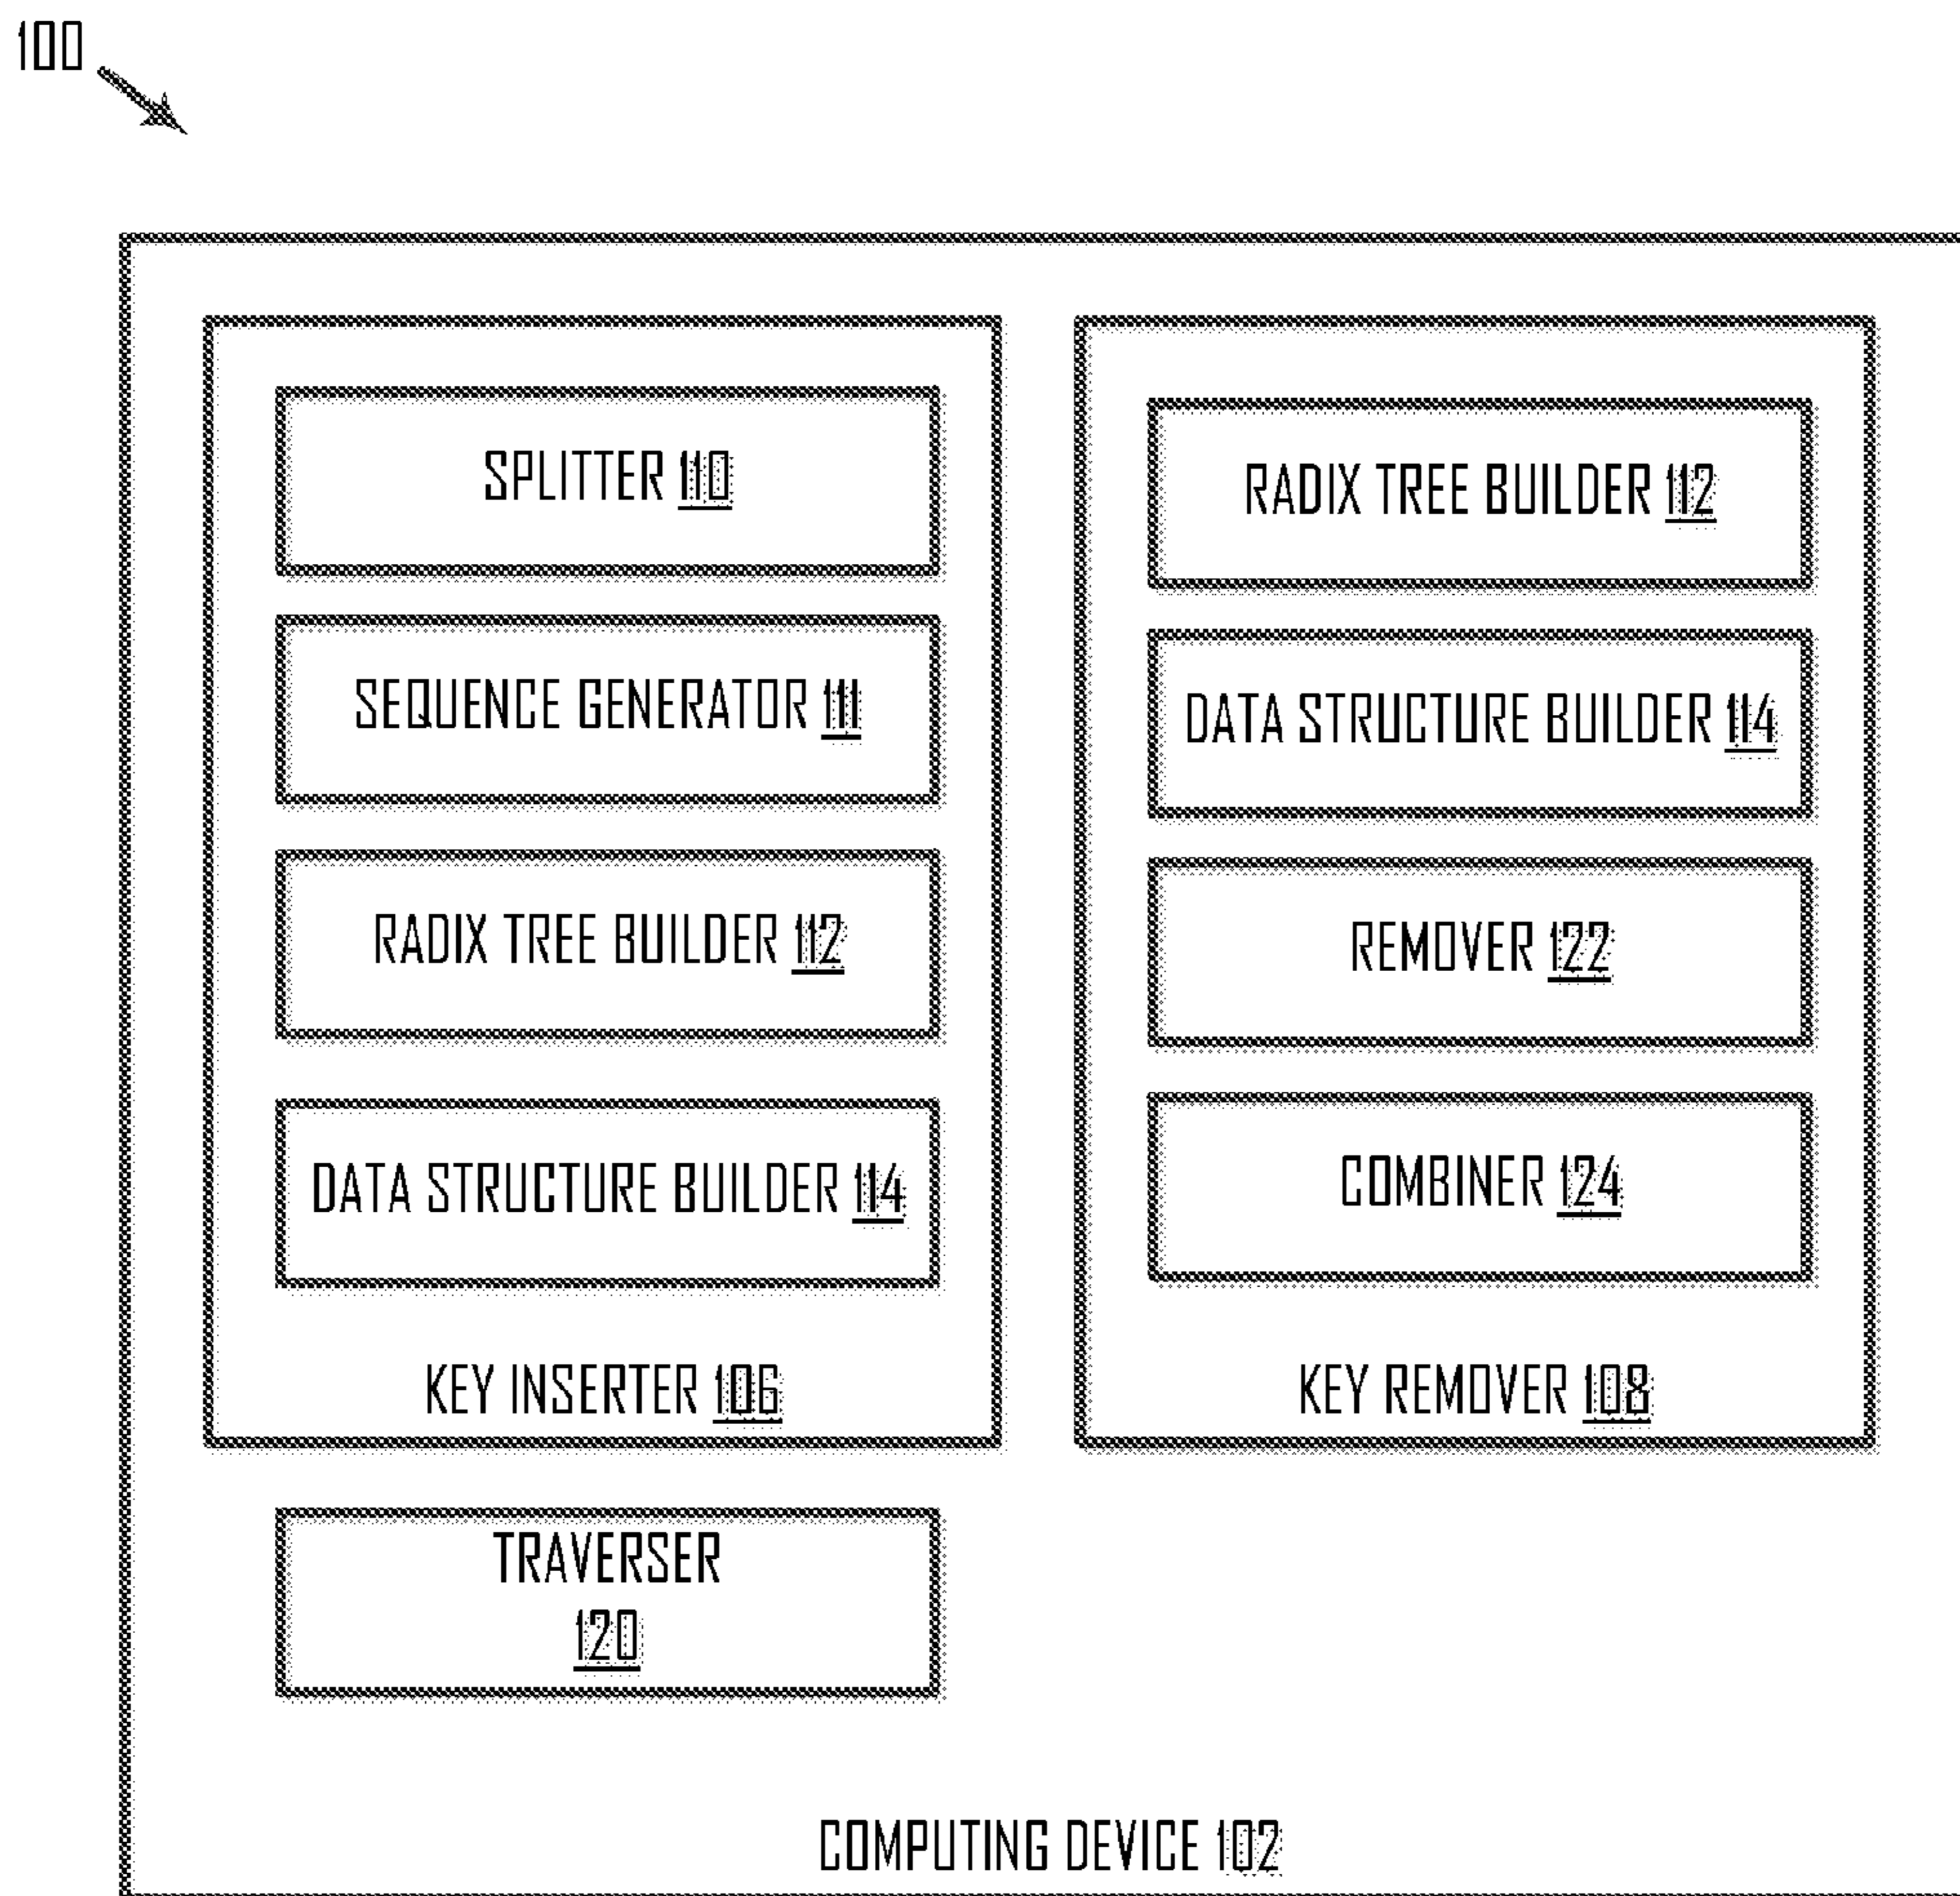 100
SPLITTER 110
SEQUENCE GENERATOR 111
RADIX TREE BUILDER 112
DATA STRUCTURE BUILDER 114
KEY INSERTER 106
RADIX TREE BUILDER 112
DATA STRUCTURE BUILDER 114
REMOVER 122
COMBINER 124
KEY REMOVER 108
TRAVERSER
120
COMPUTING DEVICE 102